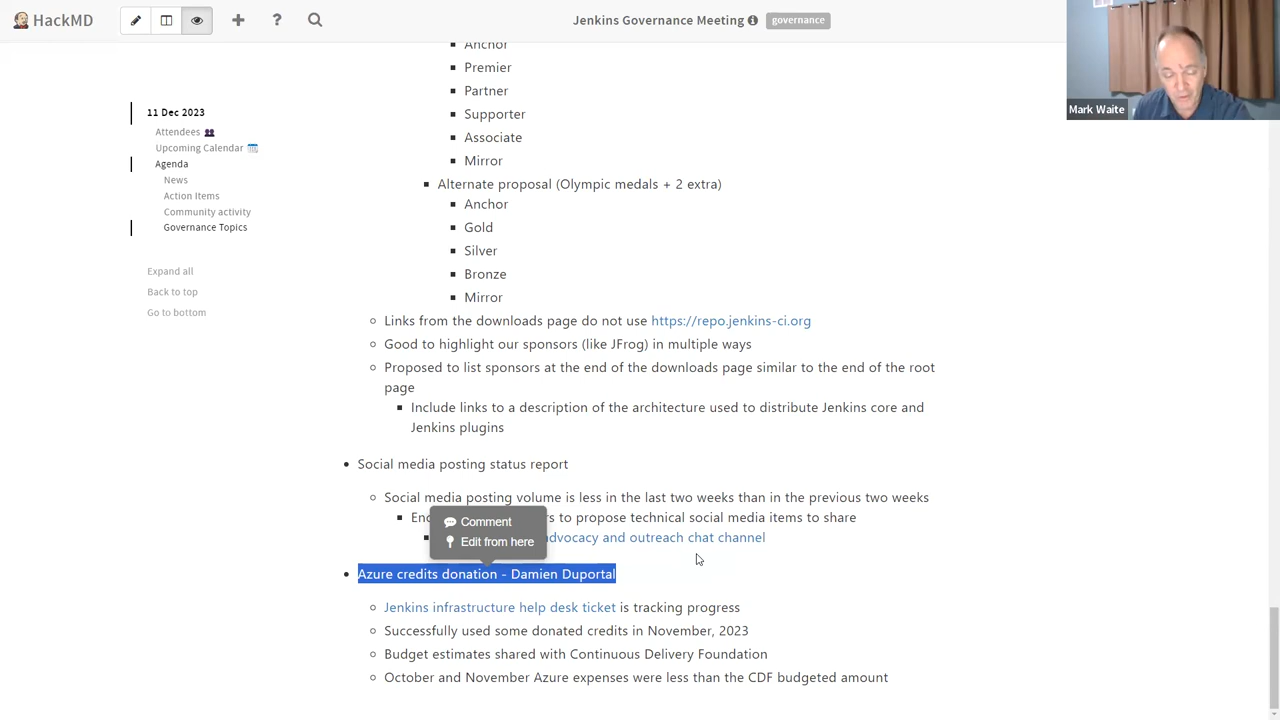 HackMD
Jenkins Governance Meeting governance
Mark Waite
11 Dec 2023
Attendees
Upcoming Calendar
Agenda
News
Action Items
Community activity
Governance Topics
Expall all
Back to top
Go to bottom
Anchor
Premier
Partner
Supporter
Associate
Mirror
Alternate proposal (Olympic medals + 2 extra)
Anchor
Gold
Silver
Bronze
Mirror
Links from the downloads page do not use https://repo.jenkins-ci.org
Good to highlight our sponsors (like JFrog) in multiple ways
Proposed to list sponsors at the end of the downloads page similar to the end of the root
page
Include links to a description of the architecture used to distribute Jenkins core and
Jenkins plugins
Social media posting status report
Social media posting volume is less in the last two weeks than in the previous two weeks
to propose technical social media items to share
advocacy and outreach chat channel
Comment
Edit from here
Azure credits donation - Damien Duportal
Jenkins infrastructure help desk ticket is tracking progress
Successfully used some donated credits in November, 2023
Budget estimates shared with Continuous Delivery Foundation
October and November Azure expenses were less than the CDF budgeted amount